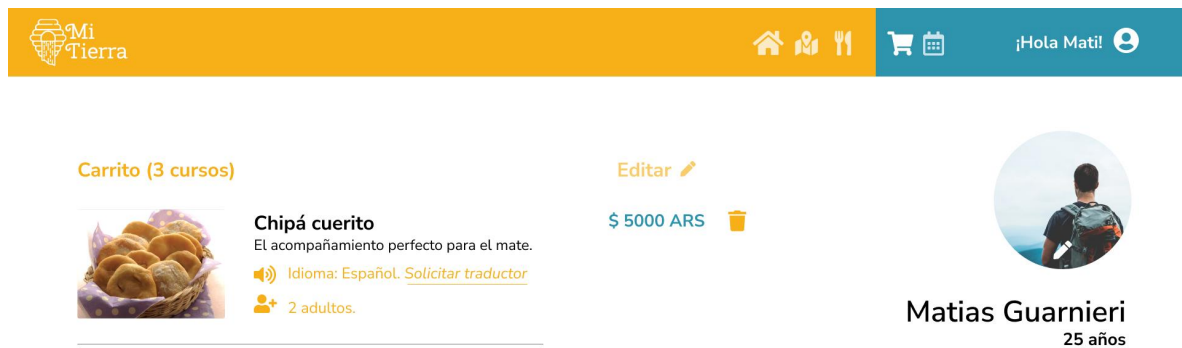 Mi
Tierra
¡Hola Mati!
Carrito (3 cursos)
Editar
Chipá cuerito
$ 5000 ARS
El acompañamiento perfecto para el mate.
Idioma: Español. Solicitar traductor
2 adultos.
Matias Guarnieri
25 años